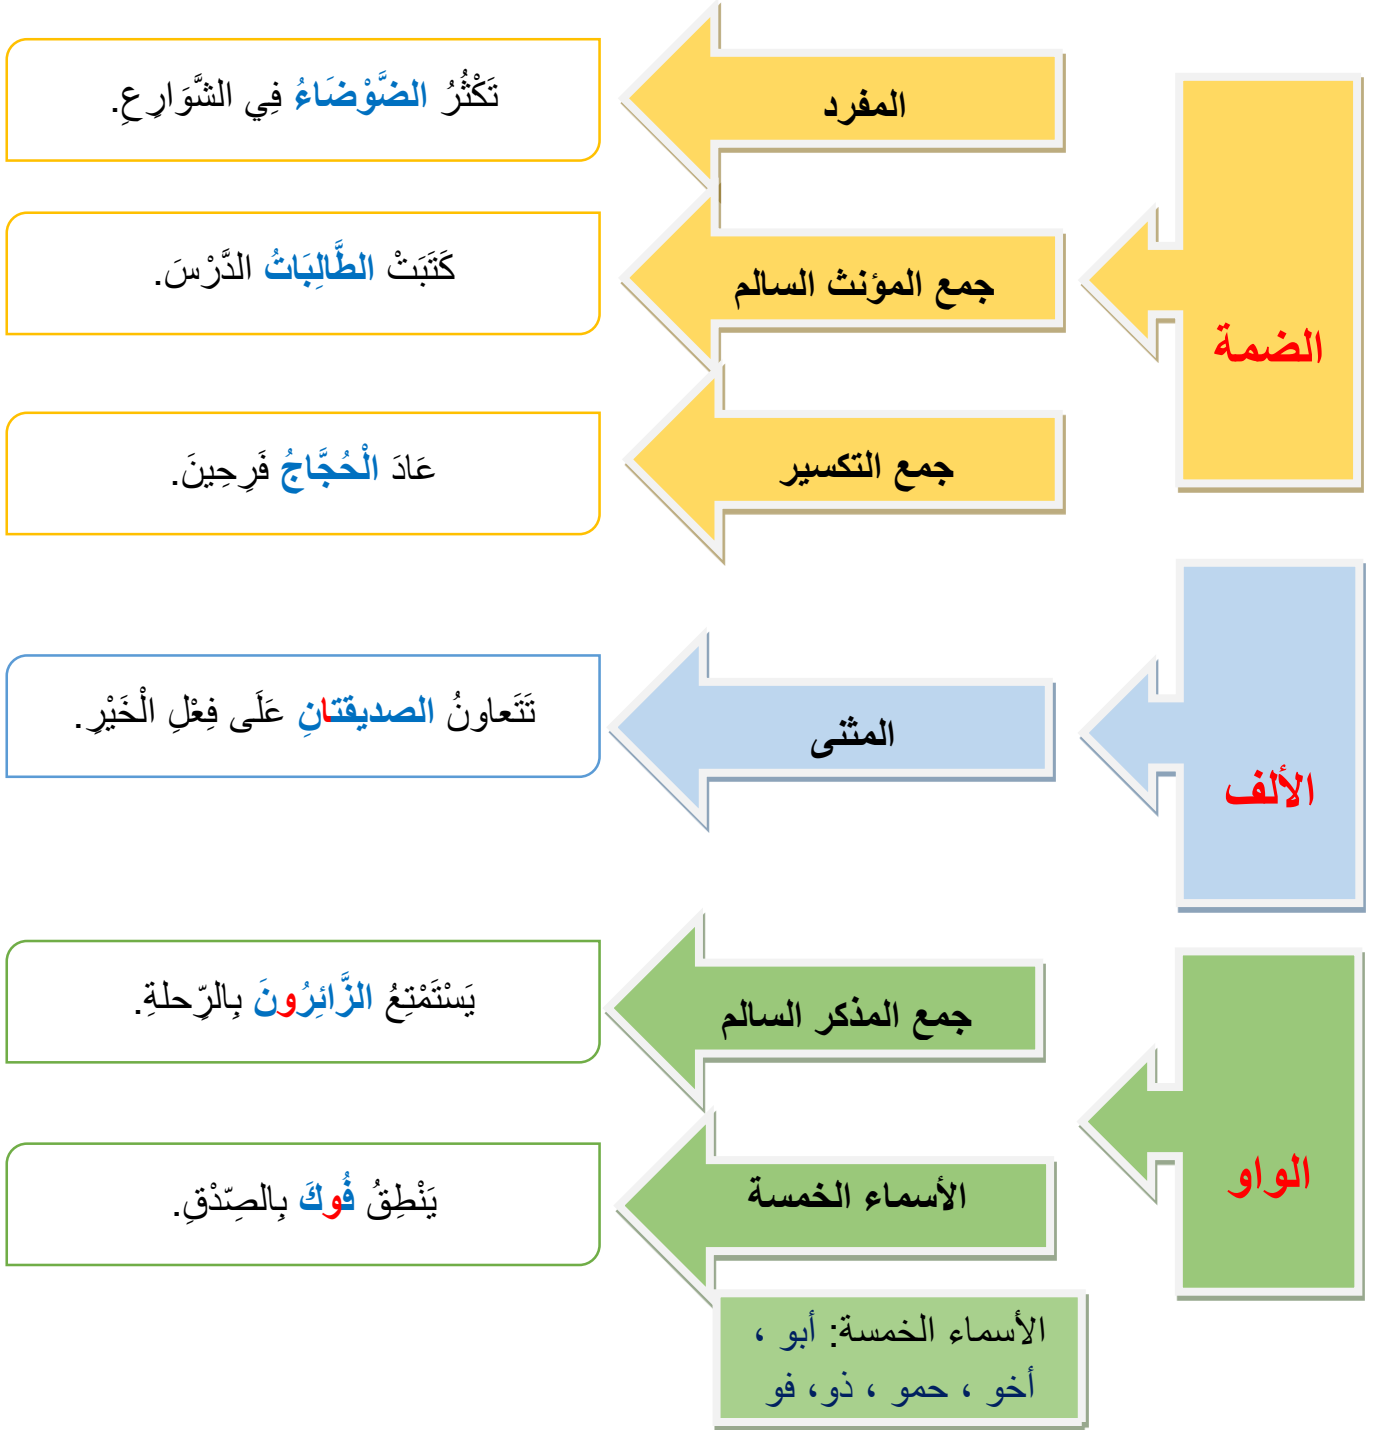 الضمة
المفرد
تَكْثُرُ الضَّوْضَاءُ فِي الشَّوَارِعِ.
جمع المؤنث السالم
كَتَبَتْ الطَّالِبَاتُ الدَّرْسَ.
جمع التكسير
عَادَ الْحُجَّاجُ فَرِحِينَ.
الألف
المثنى
تَتَعاونُ الصديقتانِ عَلَى فِعْلِ الْخَيْرِ.
الواو
جمع المذكر السالم
يَسْتَمْتِعُ الزَّائِرُونَ بِالرِّحلةِ.
الأسماء الخمسة
يَنْطِقُ فُوكَ بِالصِّدْقِ.
الأسماء الخمسة: أبو ،
أخو ، حمو ، ذو، فو